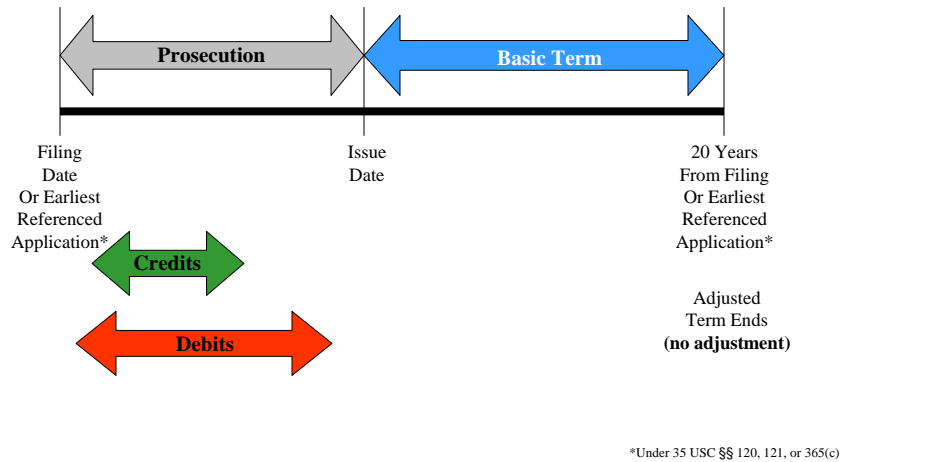 Prosecution
Basic Term
Filing
Date
Or Earliest
Referenced
Application*
Issue
Date
20 Years
From Filing
Or Earliest
Referenced
Application*
Credits
Debits
Adjusted
Term Ends
(no adjustment)
*Under 35 USC §§ 120, 121, or 365(c)